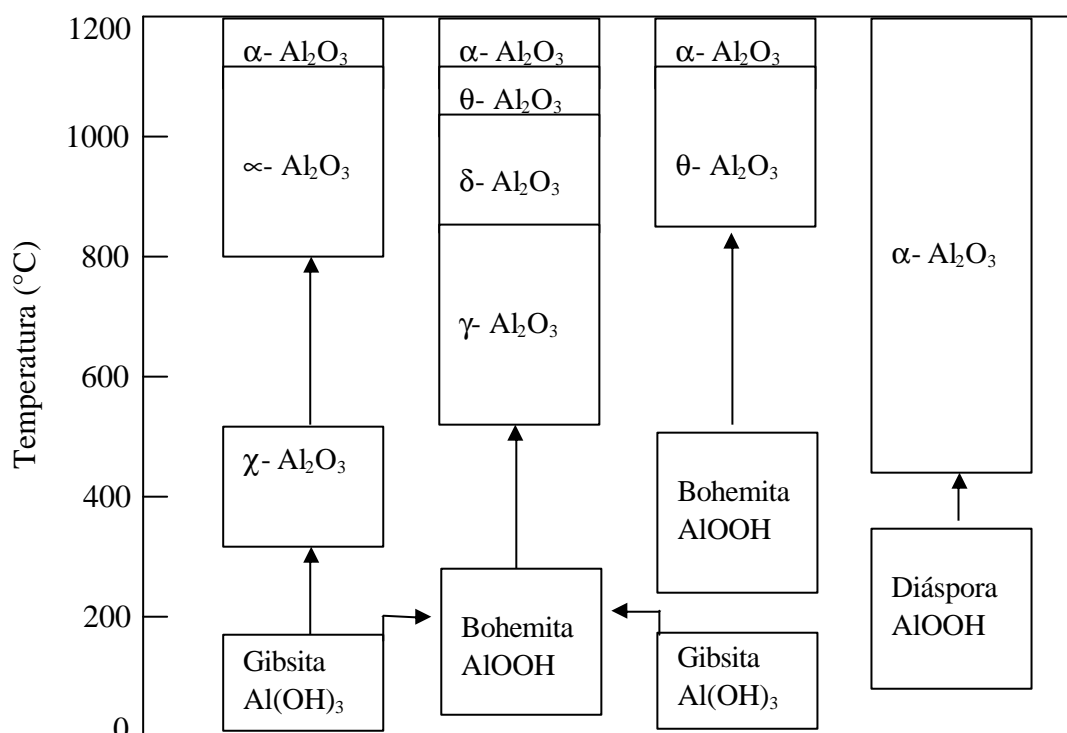 Temperatura (°C)
1200
1000
800
600
400
200
0
α- Al₂O₃
∝- Al₂O₃
χ- Al₂O₃
Gibsita
Al(OH)₃
α- Al₂O₃
θ- Al₂O₃
δ- Al₂O₃
γ- Al₂O₃
Bohemita
AlOOH
α- Al₂O₃
θ- Al₂O₃
Bohemita
AlOOH
Gibsita
Al(OH)₃
α- Al₂O₃
Diáspora
AlOOH